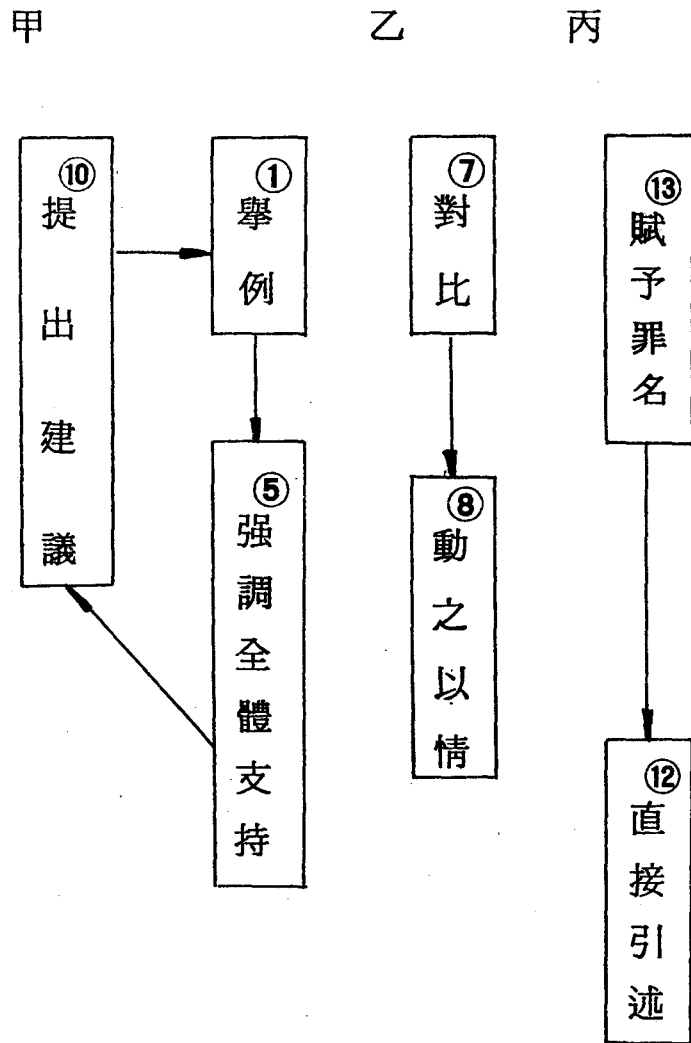 甲
乙
丙
⑩提出建議
①舉例
⑤强調全體支持
⑦對比
⑧動之以情
⑬賦予罪名
⑫直接引述